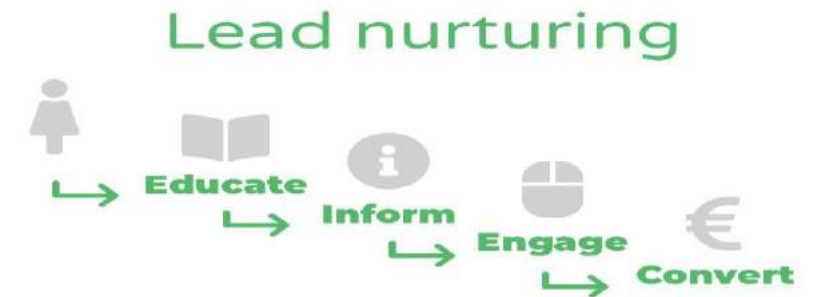 Lead nurturing
Educate
Inform
Engage
Convert